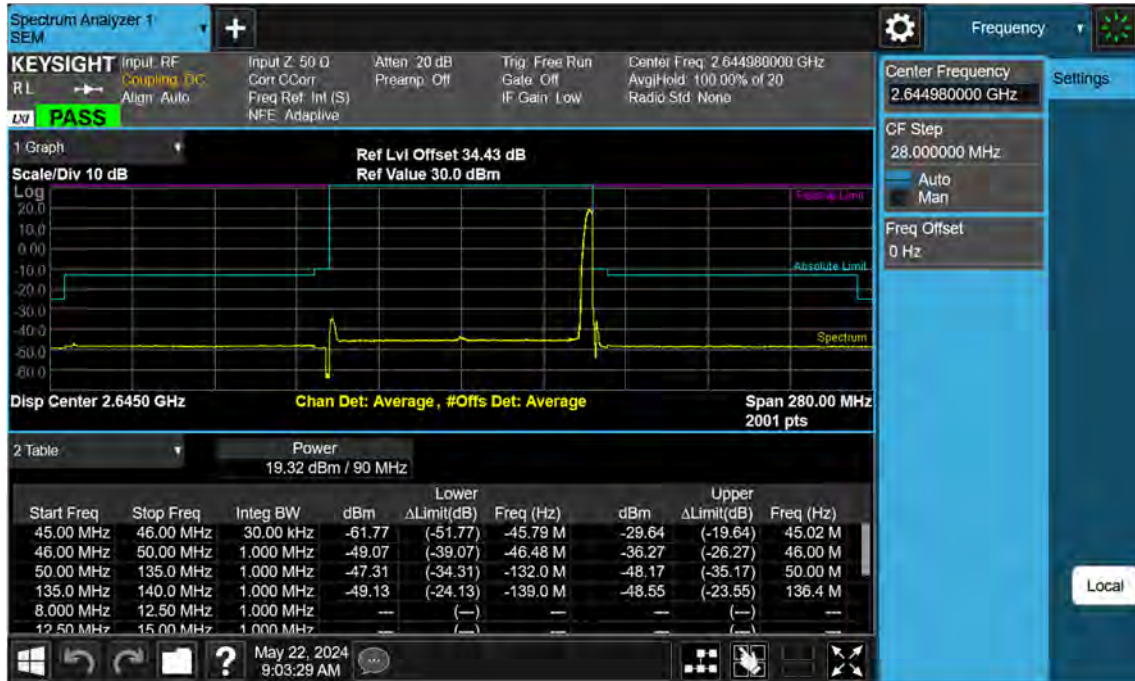 Spectrum Analyzer 1
SEM
+
Frequency
KEYSIGHT
R L
LXI PASS
Input: RF
Coupling: DC
Align: Auto
Input Z: 50 Ω
Corr CCorr
Freq Ref: Int (S)
NFE: Adaptive
Atten: 20 dB
Preamp: Off
Trig: Free Run
Gate: Off
IF Gain: Low
Center Freq: 2.644980000 GHz
Avg|Hold: 100.00% of 20
Radio Std: None
Center Frequency
2.644980000 GHz
Settings
CF Step
28.000000 MHz
Auto
Man
Freq Offset
0 Hz
1 Graph
Scale/Div 10 dB
Ref Lvl Offset 34.43 dB
Ref Value 30.0 dBm
Log
20.0
10.0
0.00
-10.0
-20.0
-30.0
-40.0
-50.0
-60.0
Absolute Limit
Spectrum
Disp Center 2.6450 GHz
Chan Det: Average, #Offs Det: Average
Span 280.00 MHz
2001 pts
2 Table
Power
19.32 dBm / 90 MHz
Lower Upper
Start Freq Stop Freq Integ BW dBm ΔLimit(dB) Freq (Hz) dBm ΔLimit(dB) Freq (Hz)
45.00 MHz 46.00 MHz 30.00 kHz -61.77 (-51.77) -45.79 M -29.64 (-19.64) 45.02 M
46.00 MHz 50.00 MHz 1.000 MHz -49.07 (-39.07) -46.48 M -36.27 (-26.27) 46.00 M
50.00 MHz 135.0 MHz 1.000 MHz -47.31 (-34.31) -132.0 M -48.17 (-35.17) 50.00 M
135.0 MHz 140.0 MHz 1.000 MHz -49.13 (-24.13) -139.0 M -48.55 (-23.55) 136.4 M
8.000 MHz 12.50 MHz 1.000 MHz --- (---) --- --- (---) ---
12.50 MHz 15.00 MHz 1.000 MHz --- (---) --- --- (---) ---
Local
?
May 22, 2024
9:03:29 AM